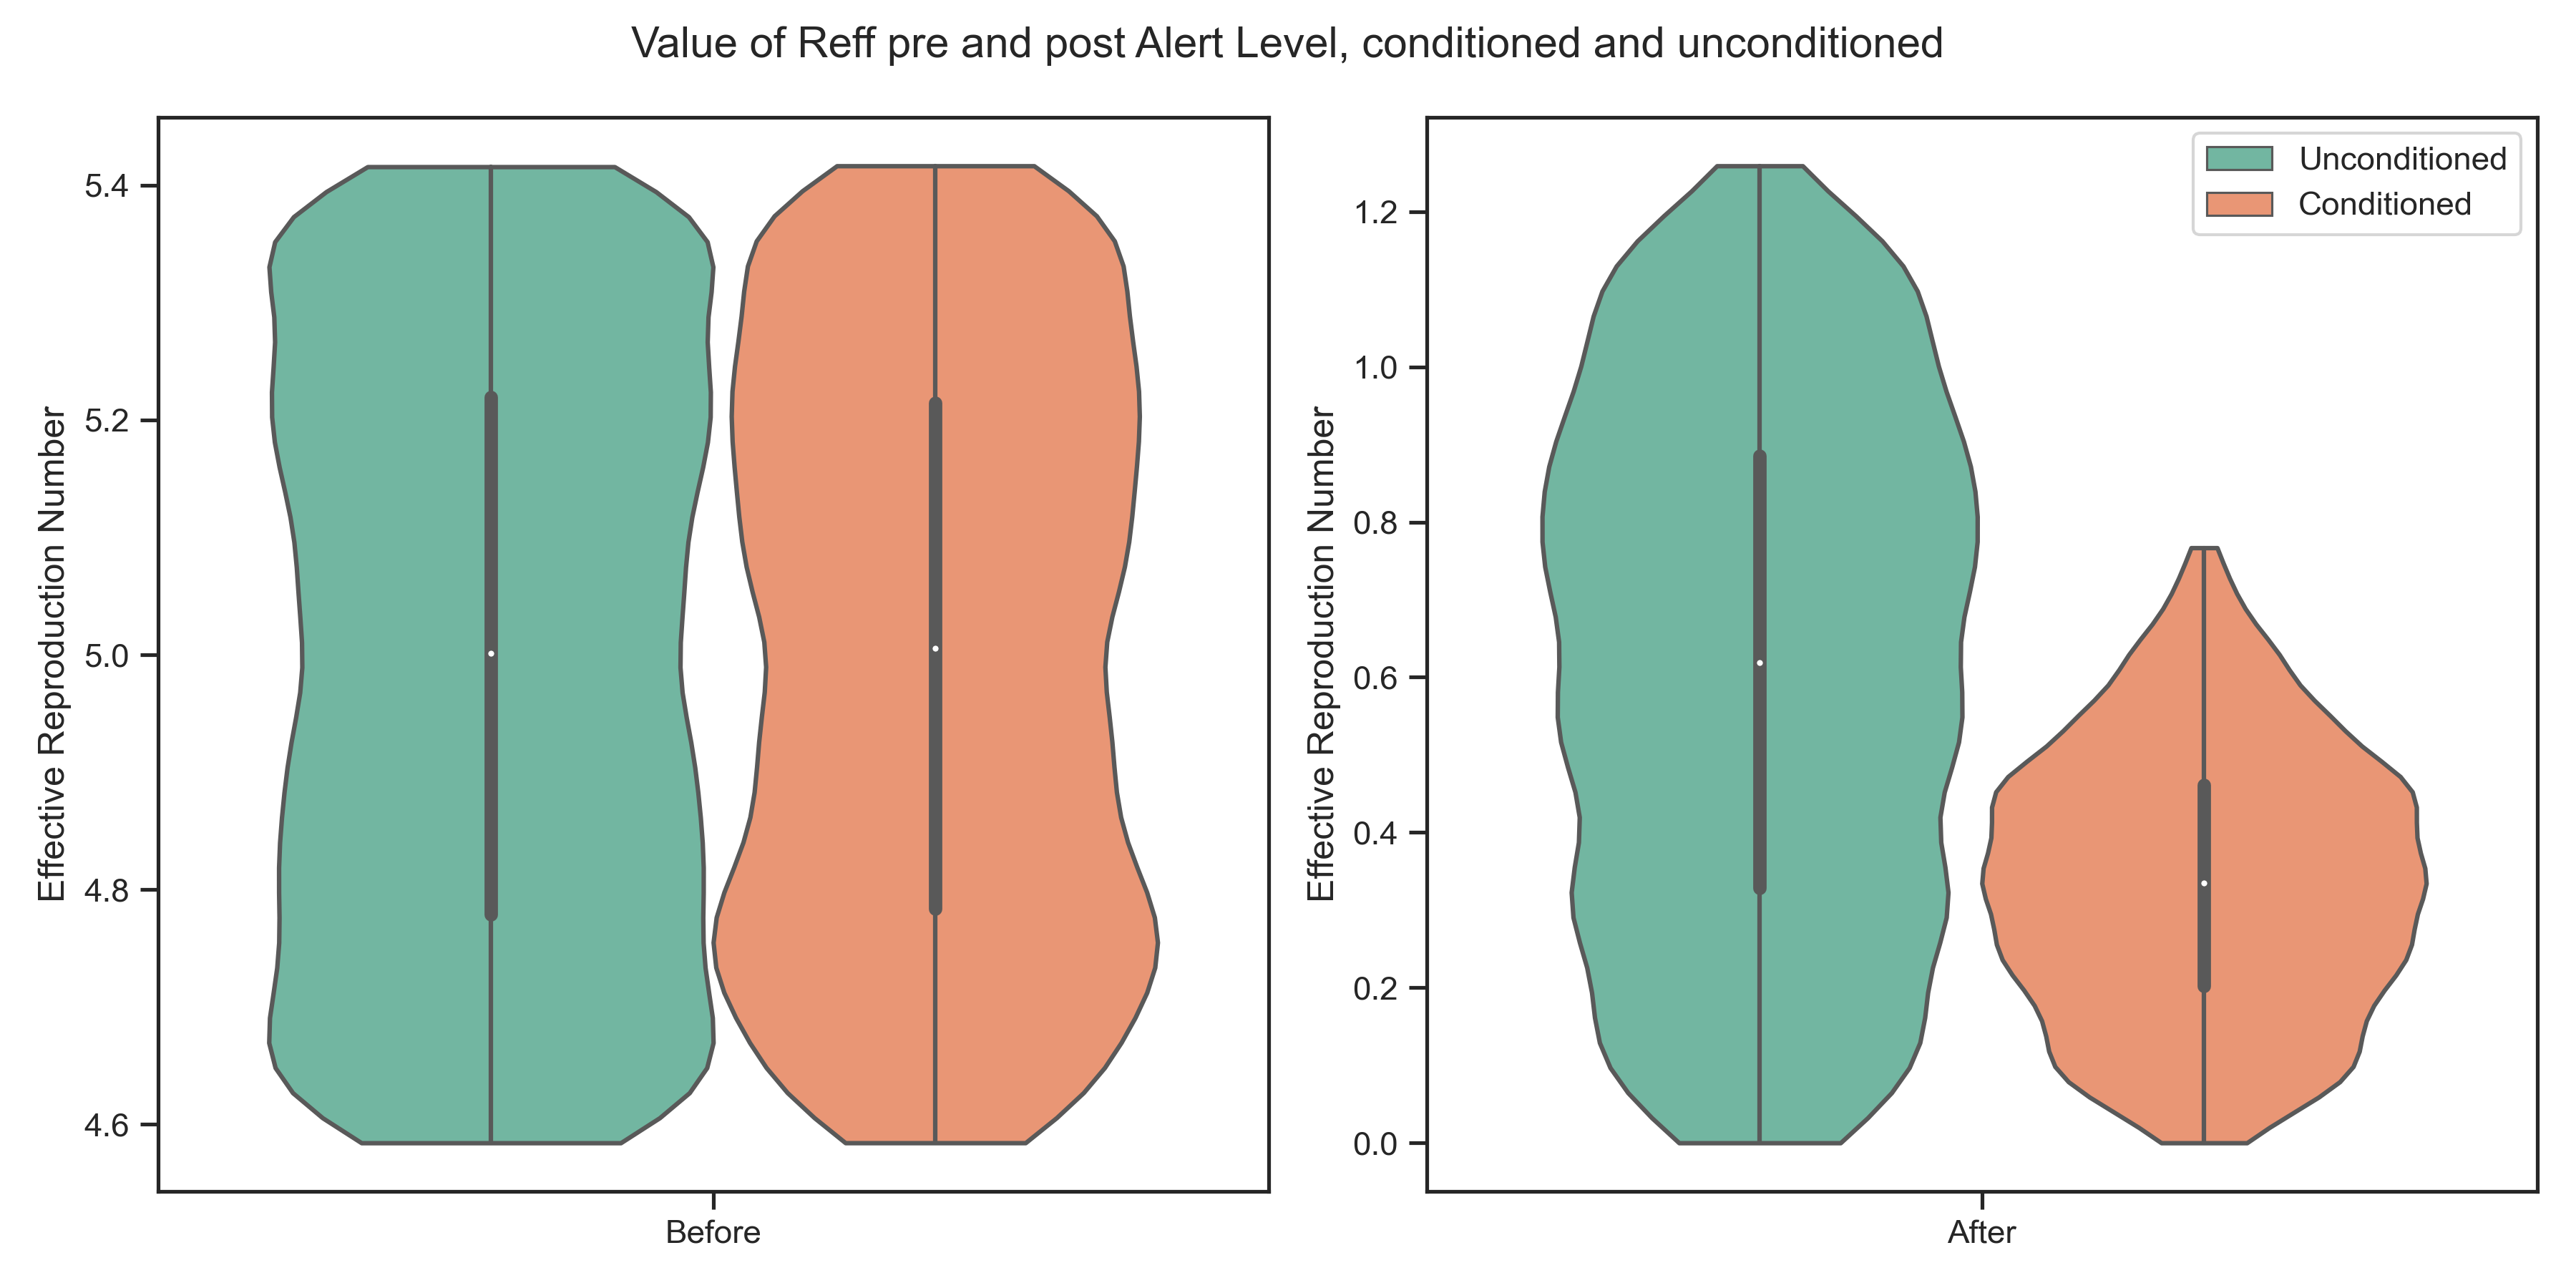 Value of Reff pre and post Alert Level, conditioned and unconditioned
Effective Reproduction Number
5.4
5.2
5.0
4.8
4.6
Before
Effective Reproduction Number
1.2
1.0
0.8
0.6
0.4
0.2
0.0
After
Unconditioned
Conditioned